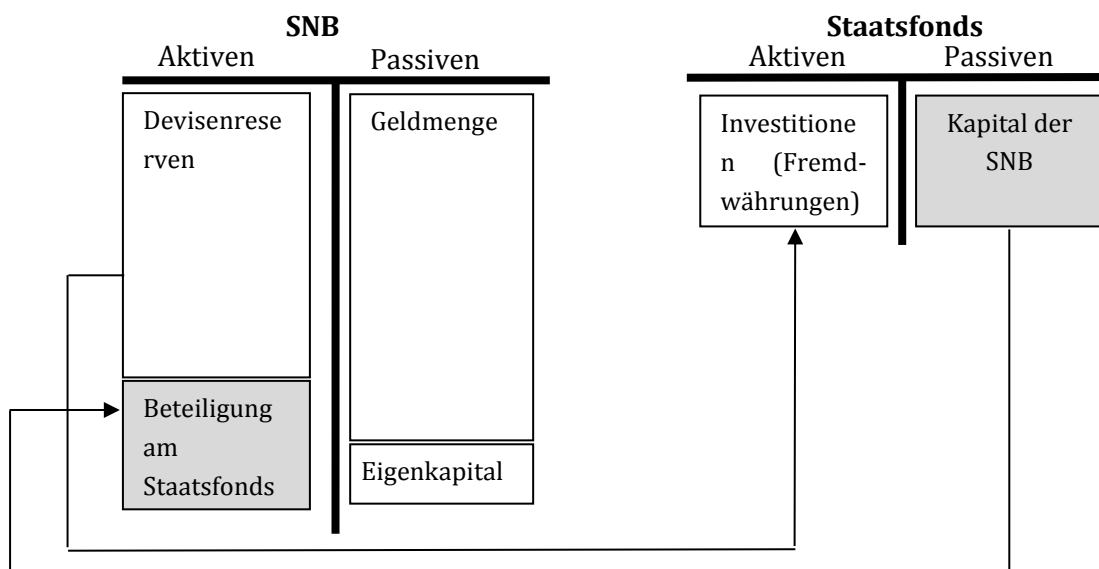 SNB
Aktiven
Passiven
Devisenrese
rven
Geldmenge
Beteiligung
am
Staatsfonds
Eigenkapital
Staatsfonds
Aktiven
Passiven
Investitione
n (Fremd-
währungen)
Kapital der
SNB